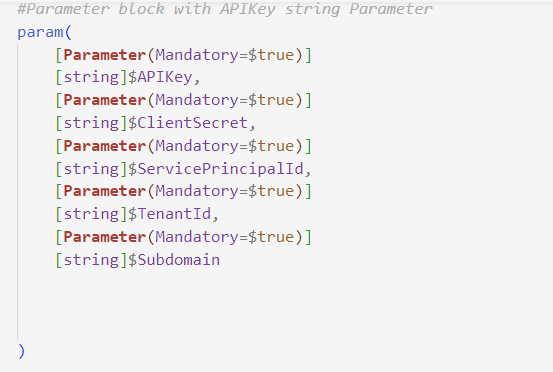 #Parameter block with APIKey string Parameter
param(
[Parameter(Mandatory=$true)]
[string]$APIKey,
[Parameter(Mandatory=$true)]
[string]$ClientSecret,
[Parameter(Mandatory=$true)]
[string]$ServicePrincipalId,
[Parameter(Mandatory=$true)]
[string]$TenantId,
[Parameter(Mandatory=$true)]
[string]$Subdomain
)